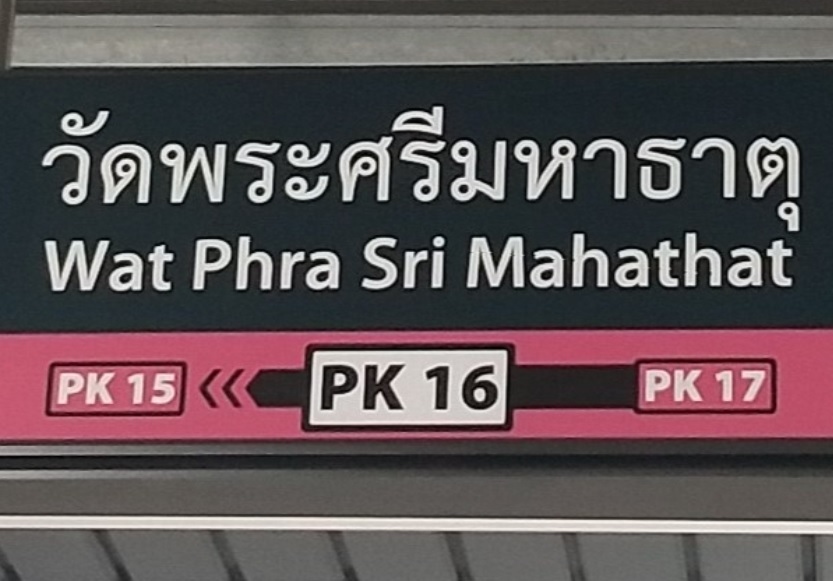 วัดพระศรีมหาธาตุ
Wat Phra Sri Mahathat
PK 15 PK 16 PK 17